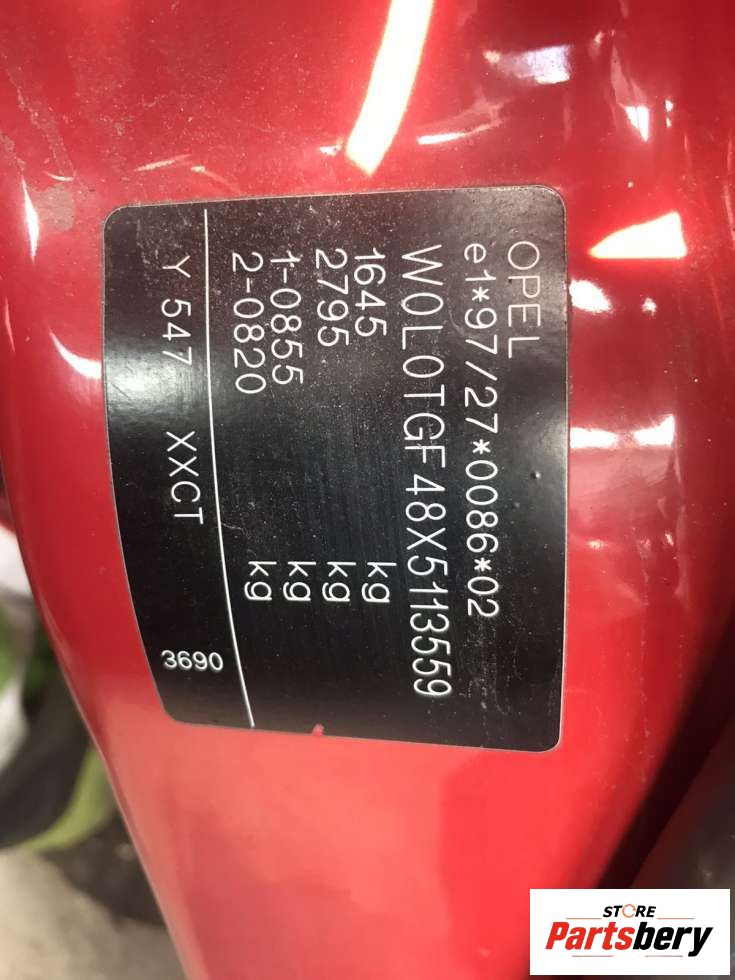 OPEL
e1*97/27*0086*02
W0L0TGF48X5113559
1645 kg
2795 kg
1-0855 kg
2-0820 kg
Y 547 XXCT 3690
STORE
Partsbery